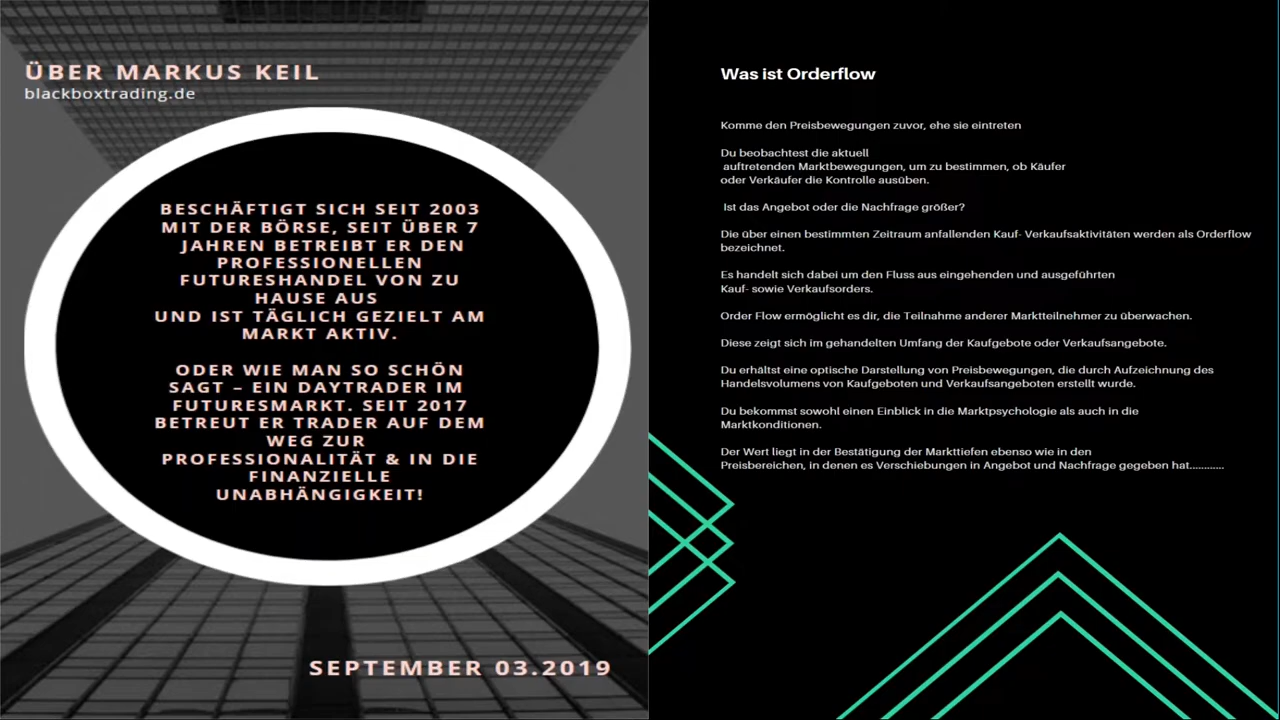 ÜBER MARKUS KEIL
blackboxtrading.de
BESCHÄFTIGT SICH SEIT 2003
MIT DER BÖRSE, SEIT ÜBER 7
JAHREN BETREIBT ER DEN
PROFESSIONELLEN
FUTURESHANDEL VON ZU
HAUSE AUS
UND IST TÄGLICH GEZIELT AM
MARKT AKTIV.
ODER WIE MAN SO SCHÖN
SAGT – EIN DAYTRADER IM
FUTURESMARKT. SEIT 2017
BETREUT ER TRADER AUF DEM
WEG ZUR
PROFESSIONALITÄT & IN DIE
FINANZIELLE
UNABHÄNGIGKEIT!
SEPTEMBER 03.2019
Was ist Orderflow
Komme den Preisbewegungen zuvor, ehe sie eintreten
Du beobachtest die aktuell
auftretenden Marktbewegungen, um zu bestimmen, ob Käufer
oder Verkäufer die Kontrolle ausüben.
Ist das Angebot oder die Nachfrage größer?
Die über einen bestimmten Zeitraum anfallenden Kauf- Verkaufsaktivitäten werden als Orderflow
bezeichnet.
Es handelt sich dabei um den Fluss aus eingehenden und ausgeführten
Kauf- sowie Verkaufsorders.
Order Flow ermöglicht es dir, die Teilnahme anderer Marktteilnehmer zu überwachen.
Diese zeigt sich im gehandelten Umfang der Kaufgebote oder Verkaufsangebote.
Du erhältst eine optische Darstellung von Preisbewegungen, die durch Aufzeichnung des
Handelsvolumens von Kaufgeboten und Verkaufsangeboten erstellt wurde.
Du bekommst sowohl einen Einblick in die Marktpsychologie als auch in die
Marktkonditionen.
Der Wert liegt in der Bestätigung der Markttiefen ebenso wie in den
Preisbereichen, in denen es Verschiebungen in Angebot und Nachfrage gegeben hat............